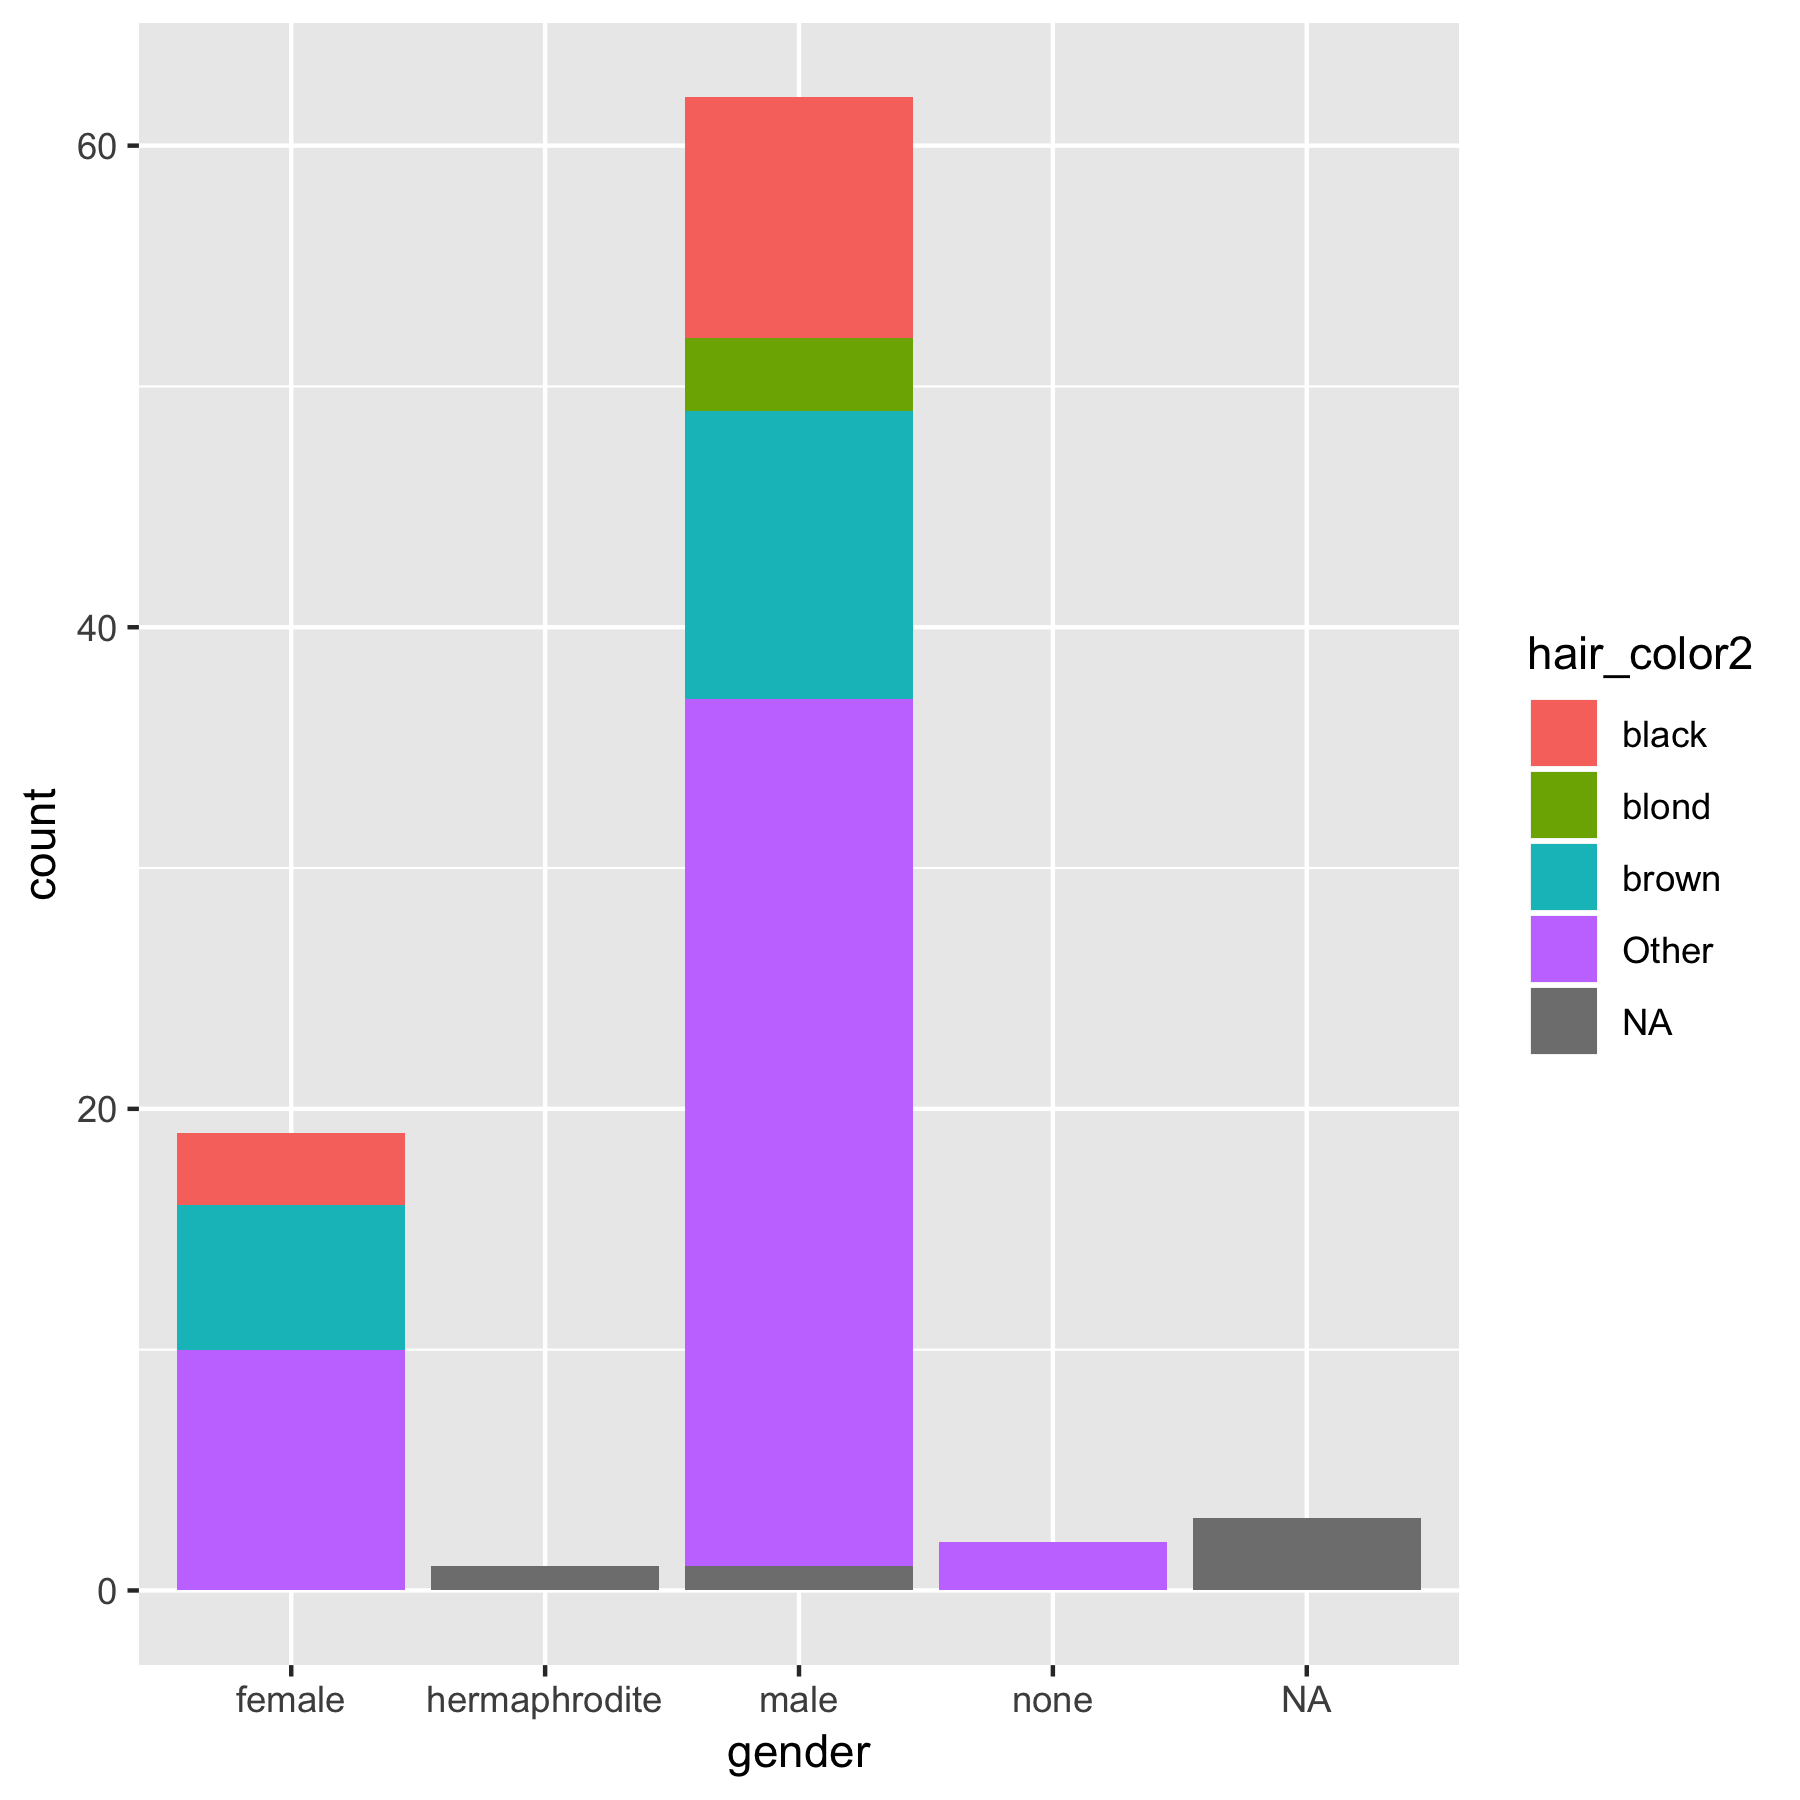 60
40
20
0
count
female
hermaphrodite
male
none
NA
gender
hair_color2
black
blond
brown
Other
NA